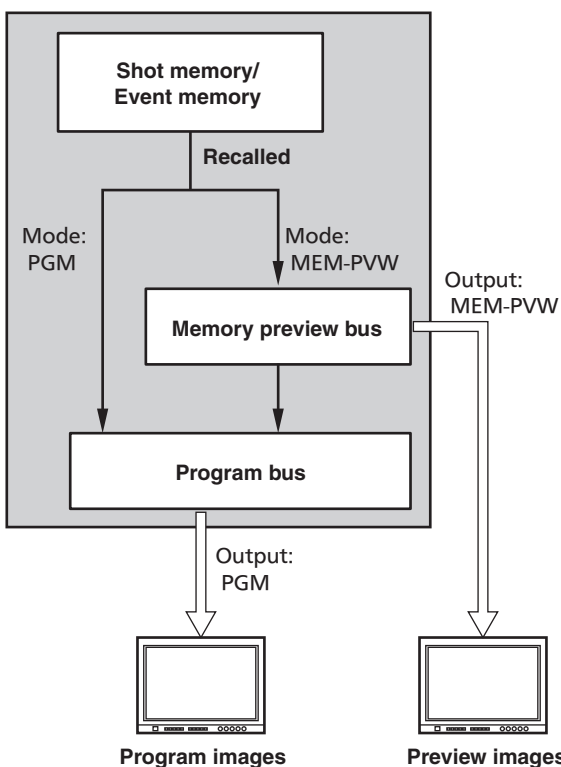 Shot memory/
Event memory
Recalled
Mode:
PGM
Mode:
MEM-PVW
Output:
MEM-PVW
Memory preview bus
Program bus
Output:
PGM
Program images
Preview images